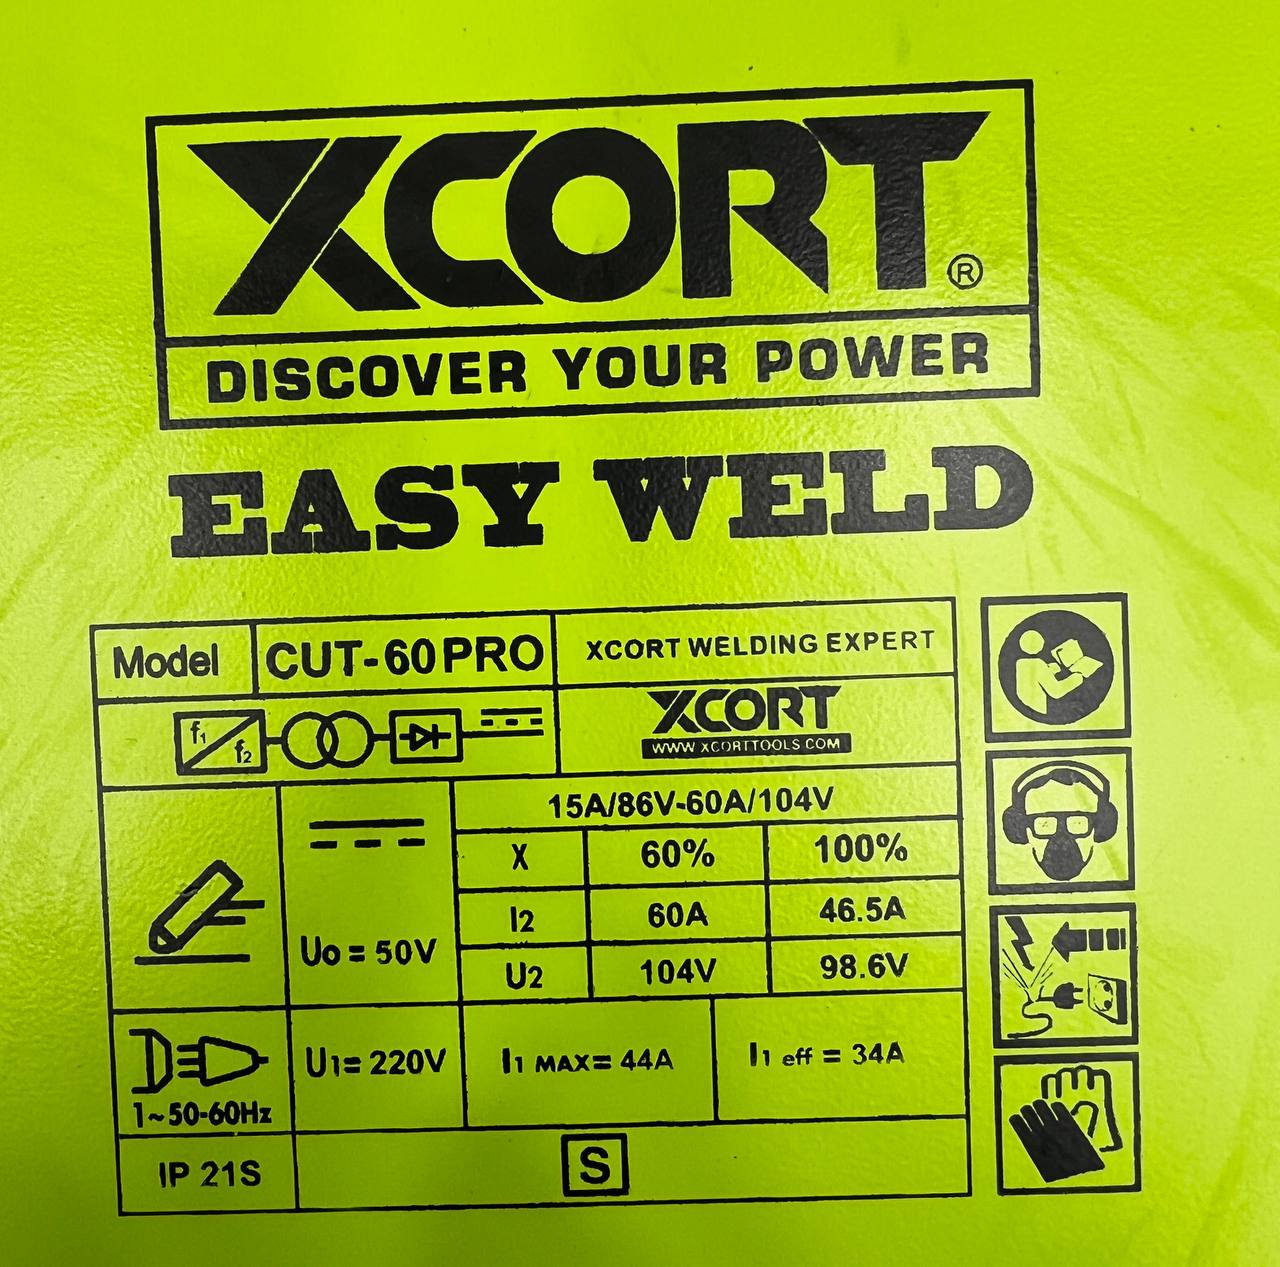 XCORT®
DISCOVER YOUR POWER
EASY WELD
Model CUT-60PRO XCORT WELDING EXPERT
f1 f2
XCORT
WWW XCORTTOOLS COM
15A/86V-60A/104V
X 60% 100%
I2 60A 46.5A
Uo = 50V
U2 104V 98.6V
U1= 220V I1 MAX= 44A I1 eff = 34A
1~50-60Hz
IP 21S S